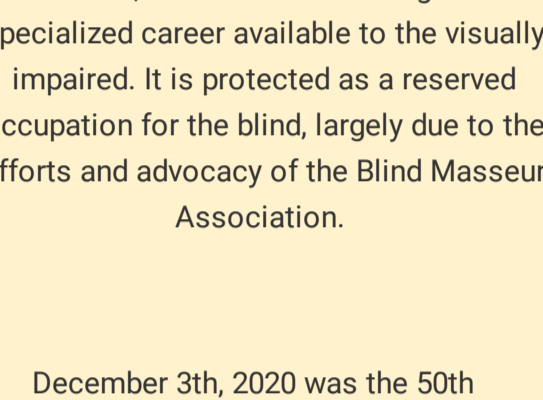 pecialized career available to the visually
impaired. It is protected as a reserved
ccupation for the blind, largely due to the
fforts and advocacy of the Blind Masseur
Association.
December 3th, 2020 was the 50th